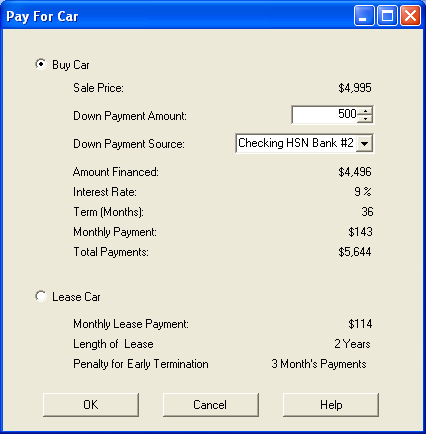 Pay For Car
Buy Car
Sale Price: $4,995
Down Payment Amount: 500
Down Payment Source: Checking HSN Bank #2
Amount Financed: $4,496
Interest Rate: 9 %
Term (Months): 36
Monthly Payment: $143
Total Payments: $5,644
Lease Car
Monthly Lease Payment: $114
Length of Lease 2 Years
Penalty for Early Termination 3 Month's Payments
OK Cancel Help